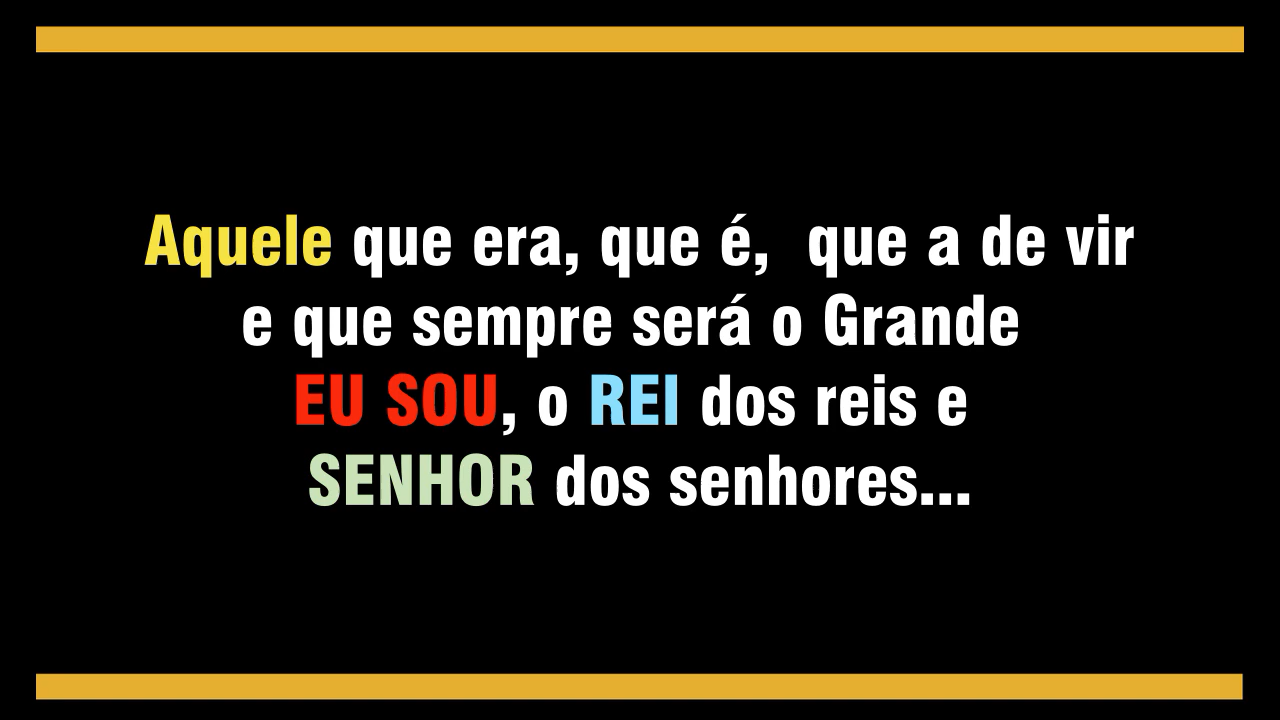 Aquele que era, que é,  que a de vir
e que sempre será o Grande
EU SOU, o REI dos reis e
SENHOR dos senhores...